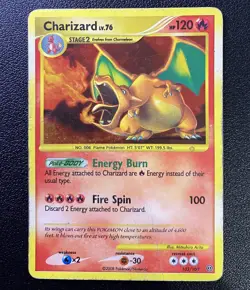 Charizard LV.76
HP120
STAGE 2 Evolves from Charmeleon
NO. 006 Flame Pokémon HT: 5'07" WT: 199.5 lbs.
Poké-BODY Energy Burn
All Energy attached to Charizard are Energy instead of their
usual type.
Fire Spin 100
Discard 2 Energy attached to Charizard.
Its wings can carry this POKÉMON close to an altitude of 4,600
feet. It blows out fire at very high temperatures.
weakness
×2
resistance
-30
retreat cost
©2008 Pokémon
103/100